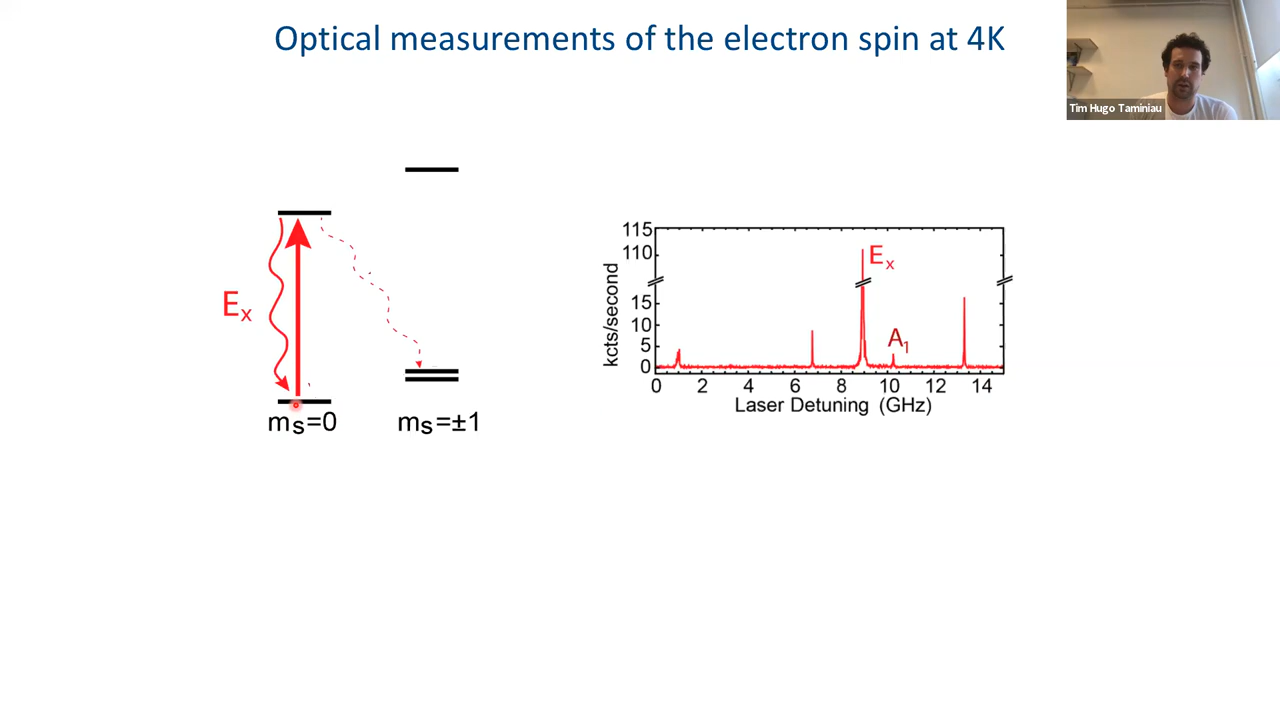 Optical measurements of the electron spin at 4K
Tim Hugo Taminiau
Ex
ms=0
ms=±1
kcts/second
115
110
15
10
5
0
Ex
A1
0 2 4 6 8 10 12 14
Laser Detuning (GHz)